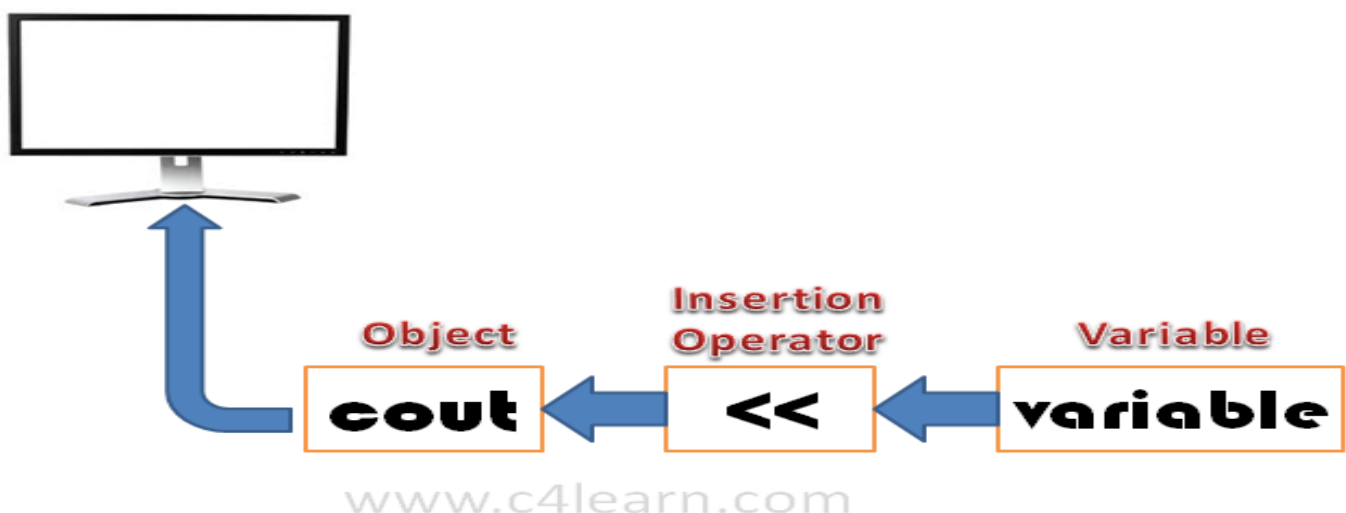 Object
Insertion
Operator
Variable
cout
<<
variable
www.c4learn.com